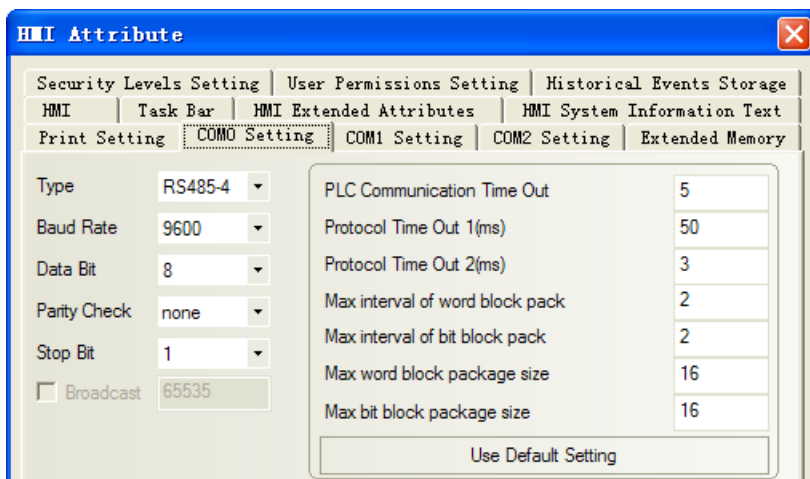 HMI Attribute
Security Levels Setting User Permissions Setting Historical Events Storage
HMI Task Bar HMI Extended Attributes HMI System Information Text
Print Setting COM0 Setting COM1 Setting COM2 Setting Extended Memory
Type RS485-4 PLC Communication Time Out 5
Baud Rate 9600 Protocol Time Out 1(ms) 50
Data Bit 8 Protocol Time Out 2(ms) 3
Parity Check none Max interval of word block pack 2
Stop Bit 1 Max interval of bit block pack 2
Broadcast 65535 Max word block package size 16
Max bit block package size 16
Use Default Setting